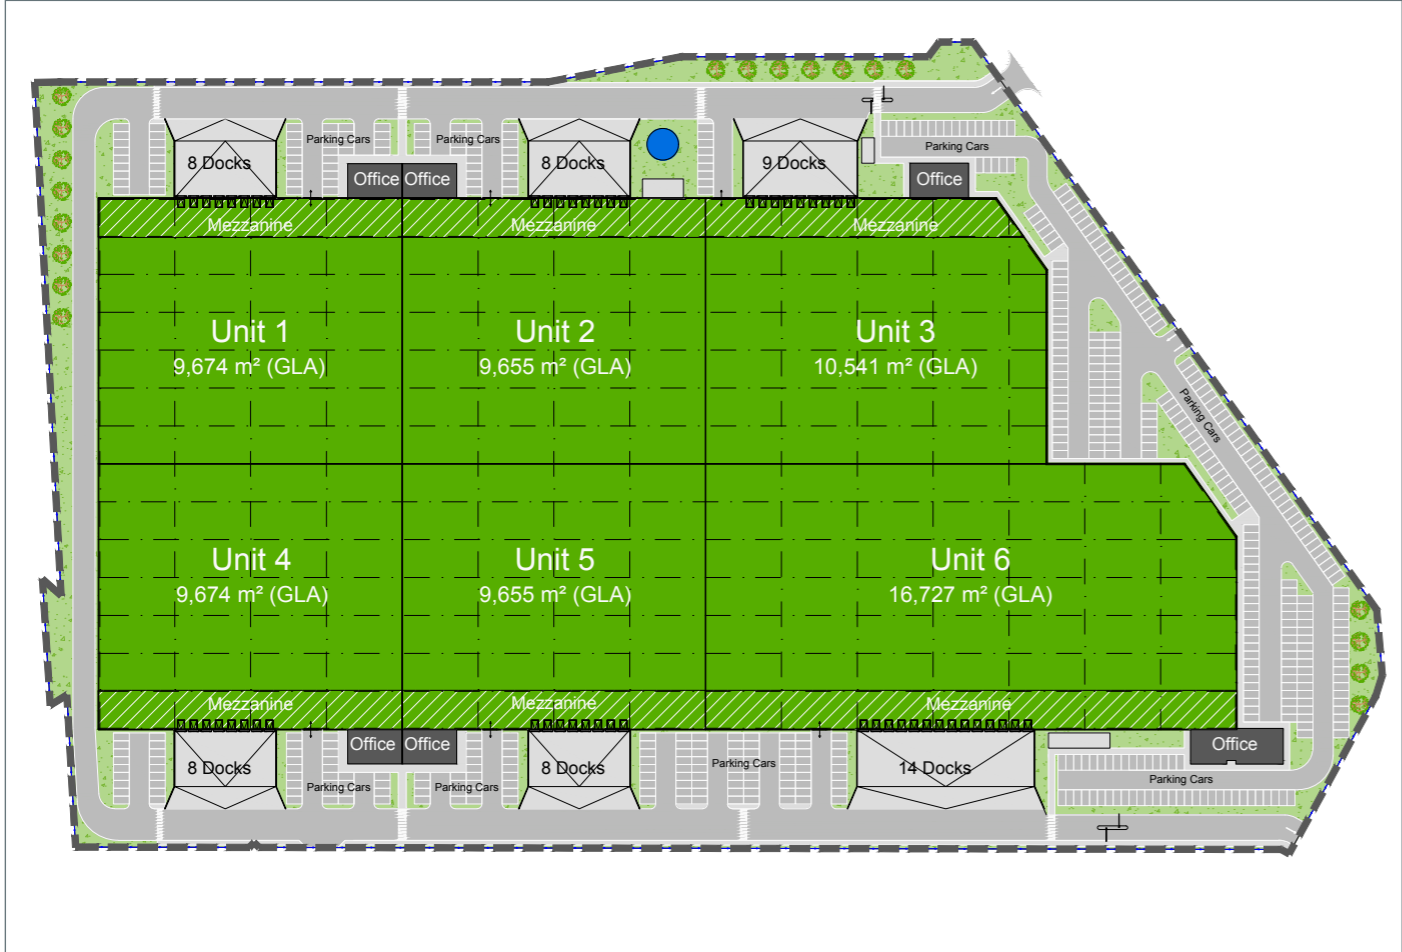 Parking Cars
Parking Cars
Parking Cars
8 Docks
8 Docks
9 Docks
Office
Office
Office
Mezzanine
Mezzanine
Mezzanine
Unit 1
9,674 m² (GLA)
Unit 2
9,655 m² (GLA)
Unit 3
10,541 m² (GLA)
Parking Cars
Unit 4
9,674 m² (GLA)
Unit 5
9,655 m² (GLA)
Unit 6
16,727 m² (GLA)
Mezzanine
Mezzanine
Mezzanine
Office
Office
Office
8 Docks
8 Docks
Parking Cars
14 Docks
Parking Cars
Parking Cars
Parking Cars